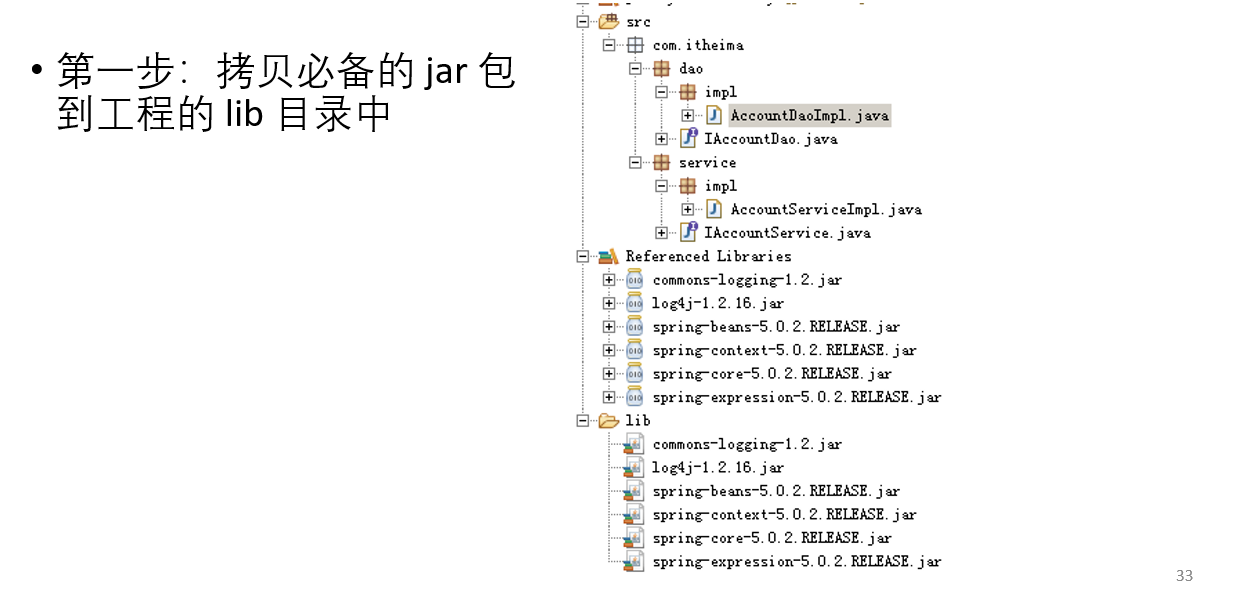 • 第一步：拷贝必备的 jar 包
到工程的 lib 目录中
src
com.itheima
dao
impl
AccountDaoImpl.java
IAccountDao.java
service
impl
AccountServiceImpl.java
IAccountService.java
Referenced Libraries
commons-logging-1.2.jar
log4j-1.2.16.jar
spring-beans-5.0.2.RELEASE.jar
spring-context-5.0.2.RELEASE.jar
spring-core-5.0.2.RELEASE.jar
spring-expression-5.0.2.RELEASE.jar
lib
commons-logging-1.2.jar
log4j-1.2.16.jar
spring-beans-5.0.2.RELEASE.jar
spring-context-5.0.2.RELEASE.jar
spring-core-5.0.2.RELEASE.jar
spring-expression-5.0.2.RELEASE.jar
33